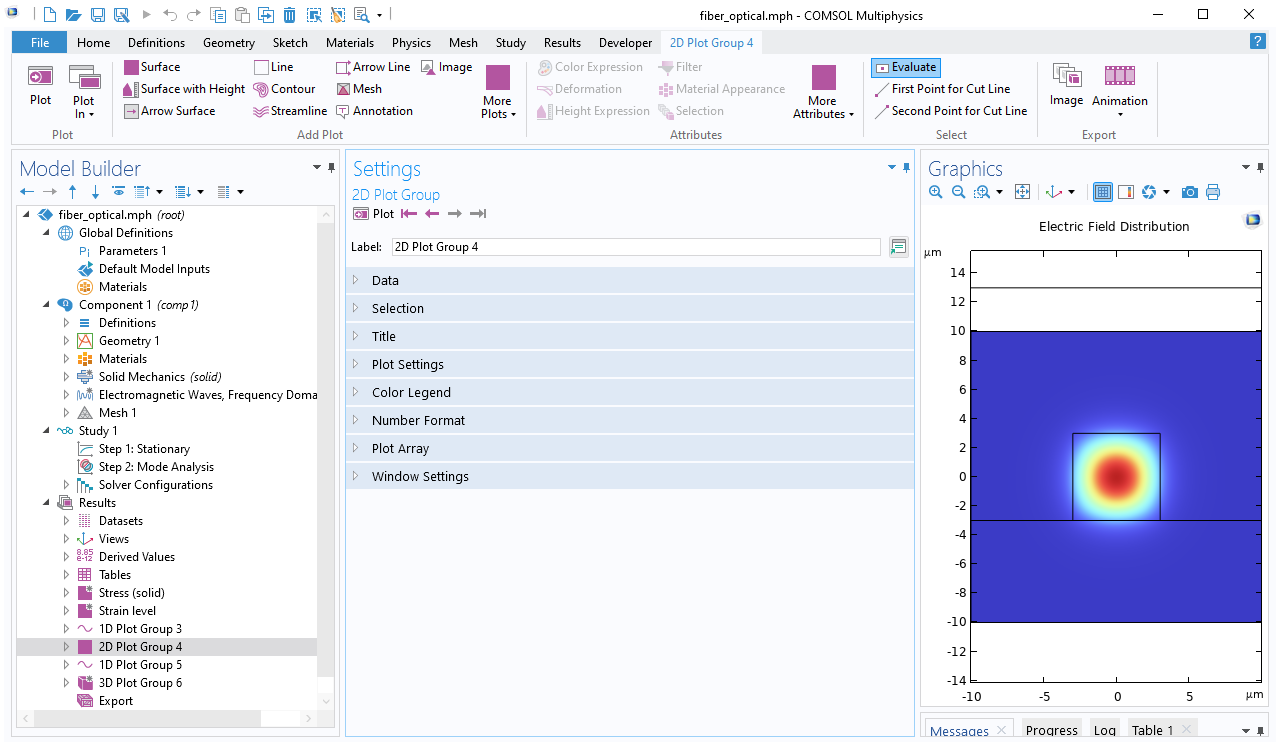 fiber_optical.mph - COMSOL Multiphysics
File Home Definitions Geometry Sketch Materials Physics Mesh Study Results Developer 2D Plot Group 4 ?
Plot
Plot In
Plot
Surface Line Arrow Line Image
Surface with Height Contour Mesh
Arrow Surface Streamline Annotation
More Plots
Add Plot
Color Expression Filter
Deformation Material Appearance
Height Expression Selection
More Attributes
Attributes
Evaluate
First Point for Cut Line
Second Point for Cut Line
Select
Image Animation
Export
Model Builder
fiber_optical.mph (root)
Global Definitions
Pi Parameters 1
Default Model Inputs
Materials
Component 1 (comp1)
Definitions
Geometry 1
Materials
Solid Mechanics (solid)
Electromagnetic Waves, Frequency Doma
Mesh 1
Study 1
Step 1: Stationary
Step 2: Mode Analysis
Solver Configurations
Results
Datasets
Views
8.85 e-12 Derived Values
Tables
Stress (solid)
Strain level
1D Plot Group 3
2D Plot Group 4
1D Plot Group 5
3D Plot Group 6
Export
Settings
2D Plot Group
Plot
Label: 2D Plot Group 4
Data
Selection
Title
Plot Settings
Color Legend
Number Format
Plot Array
Window Settings
Graphics
Electric Field Distribution
µm
14
12
10
8
6
4
2
0
-2
-4
-6
-8
-10
-12
-14
-10 -5 0 5 µm
Messages Progress Log Table 1